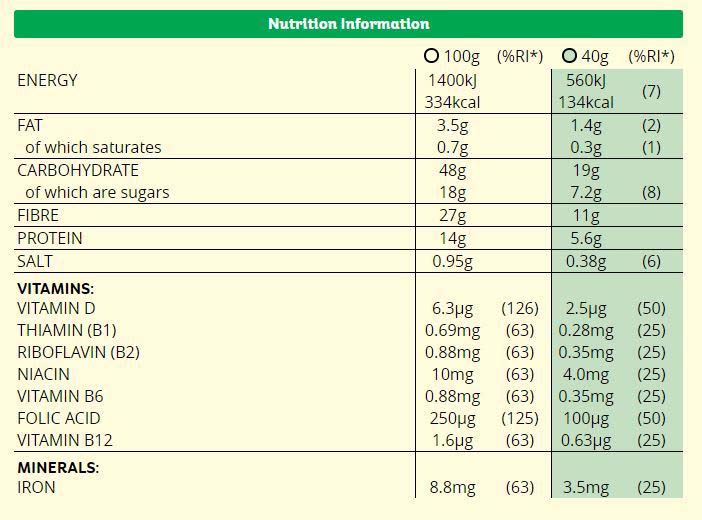 Nutrition Information
100g (%RI*) 40g (%RI*)
ENERGY 1400kJ 560kJ
334kcal 134kcal (7)
FAT 3.5g 1.4g (2)
of which saturates 0.7g 0.3g (1)
CARBOHYDRATE 48g 19g
of which are sugars 18g 7.2g (8)
FIBRE 27g 11g
PROTEIN 14g 5.6g
SALT 0.95g 0.38g (6)
VITAMINS:
VITAMIN D 6.3µg (126) 2.5µg (50)
THIAMIN (B1) 0.69mg (63) 0.28mg (25)
RIBOFLAVIN (B2) 0.88mg (63) 0.35mg (25)
NIACIN 10mg (63) 4.0mg (25)
VITAMIN B6 0.88mg (63) 0.35mg (25)
FOLIC ACID 250µg (125) 100µg (50)
VITAMIN B12 1.6µg (63) 0.63µg (25)
MINERALS:
IRON 8.8mg (63) 3.5mg (25)